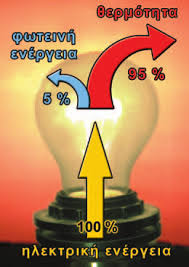 θερμότητα
φωτεινή
ενέργεια
95 %
5 %
100 %
ηλεκτρική ενέργεια